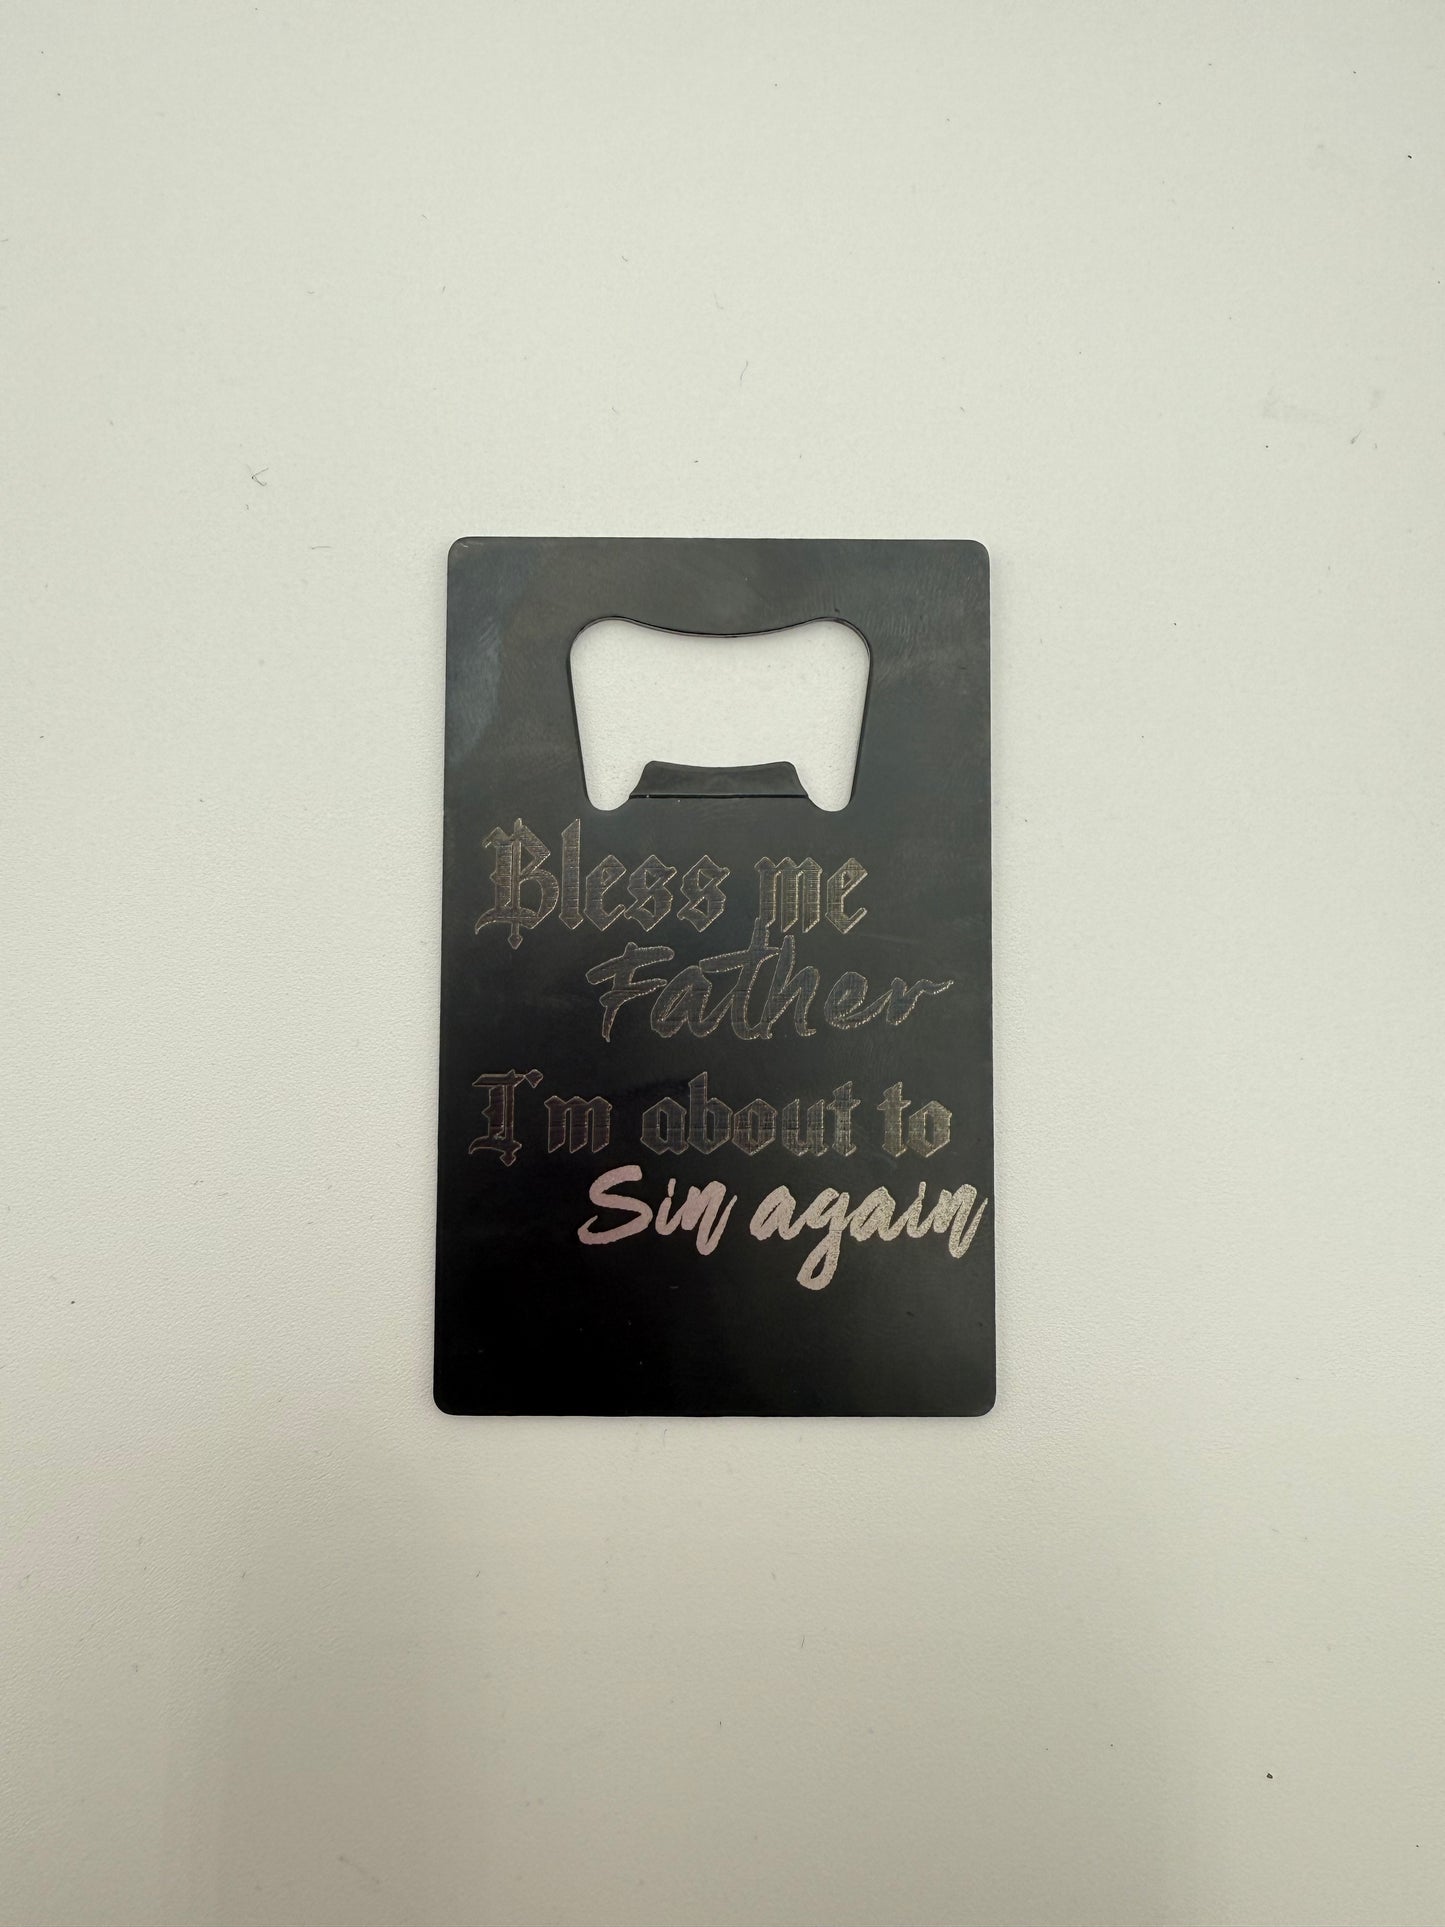 Bless me
Father
I'm about to
Sin again